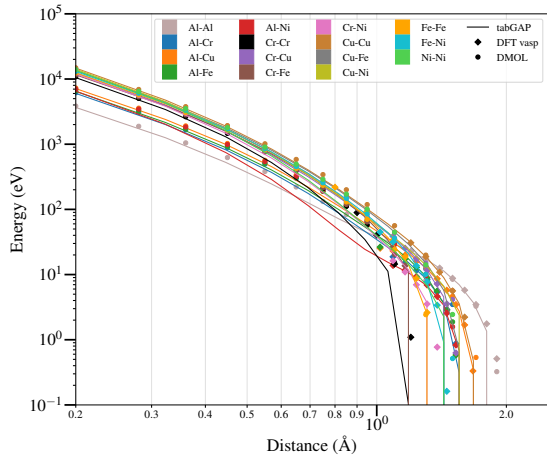 Al-Al Al-Ni Cr-Ni Fe-Fe tabGAP
Al-Cr Cr-Cr Cu-Cu Fe-Ni DFT vasp
Al-Cu Cr-Cu Cu-Fe Ni-Ni DMOL
Al-Fe Cr-Fe Cu-Ni
10^5
10^4
10^3
10^2
10^1
10^0
10^−1
Energy (eV)
0.2 0.3 0.4 0.5 0.6 0.7 0.8 0.9 10^0 2.0
Distance (Å)